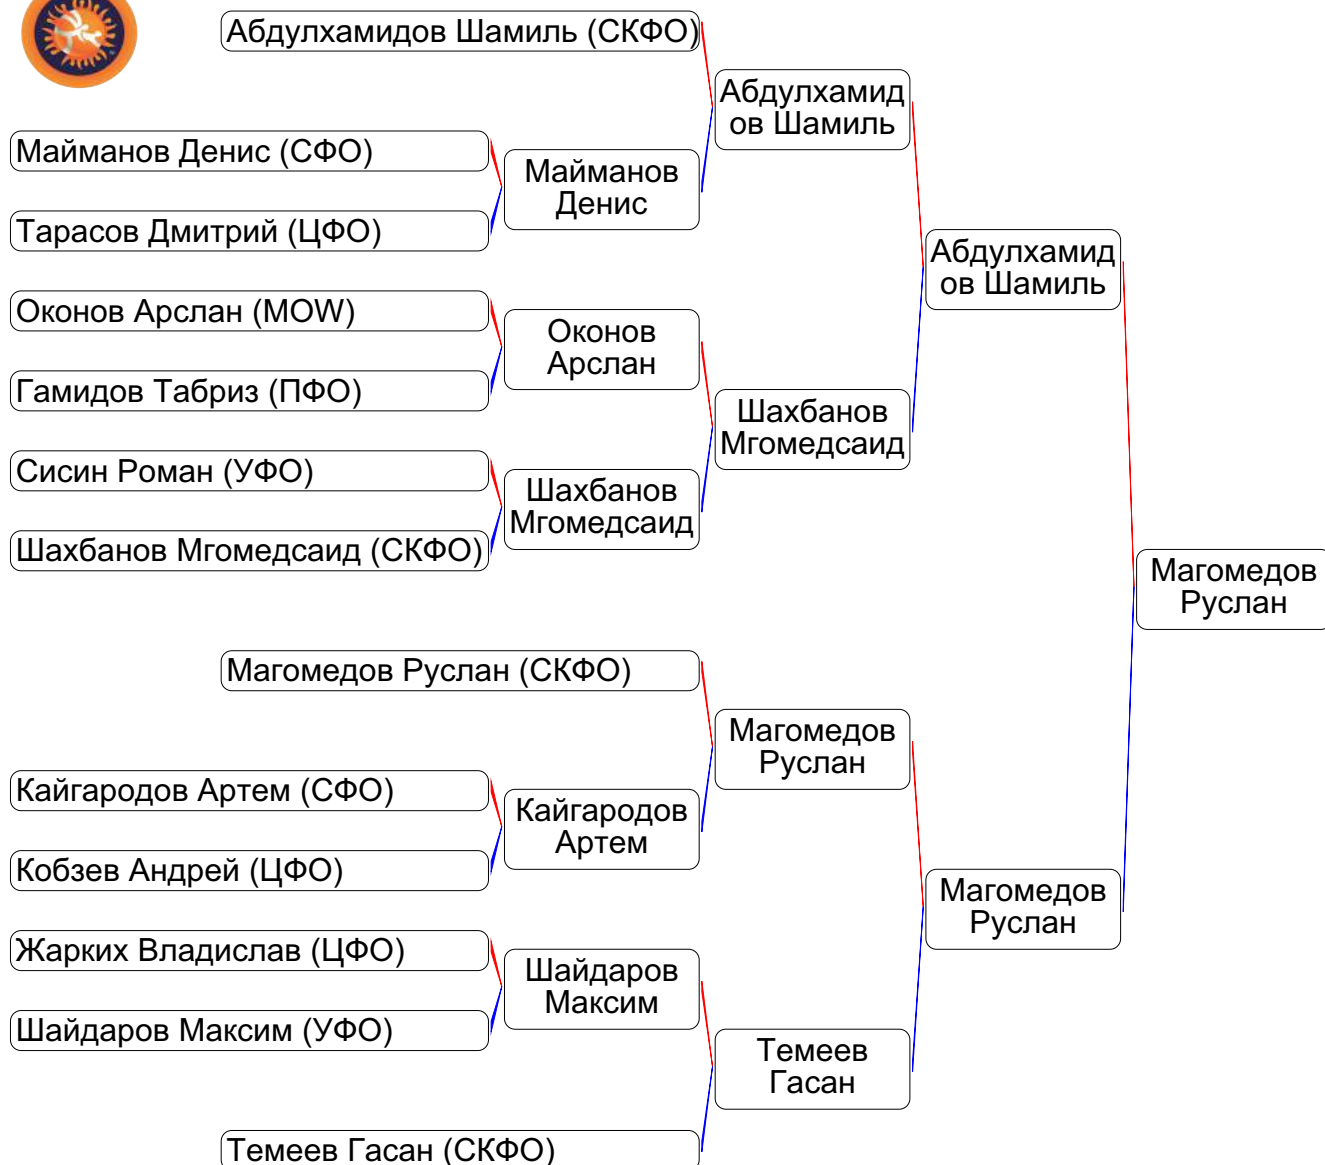 Абдулхамидов Шамиль (СКФО)
Абдулхамид
ов Шамиль
Майманов Денис (СФО)
Майманов
Денис
Тарасов Дмитрий (ЦФО)
Абдулхамид
ов Шамиль
Оконов Арслан (MOW)
Оконов
Арслан
Гамидов Табриз (ПФО)
Шахбанов
Мгомедсаид
Сисин Роман (УФО)
Шахбанов
Мгомедсаид
Шахбанов Мгомедсаид (СКФО)
Магомедов
Руслан
Магомедов Руслан (СКФО)
Магомедов
Руслан
Кайгародов Артем (СФО)
Кайгародов
Артем
Кобзев Андрей (ЦФО)
Магомедов
Руслан
Жарких Владислав (ЦФО)
Шайдаров
Максим
Шайдаров Максим (УФО)
Темеев
Гасан
Темеев Гасан (СКФО)